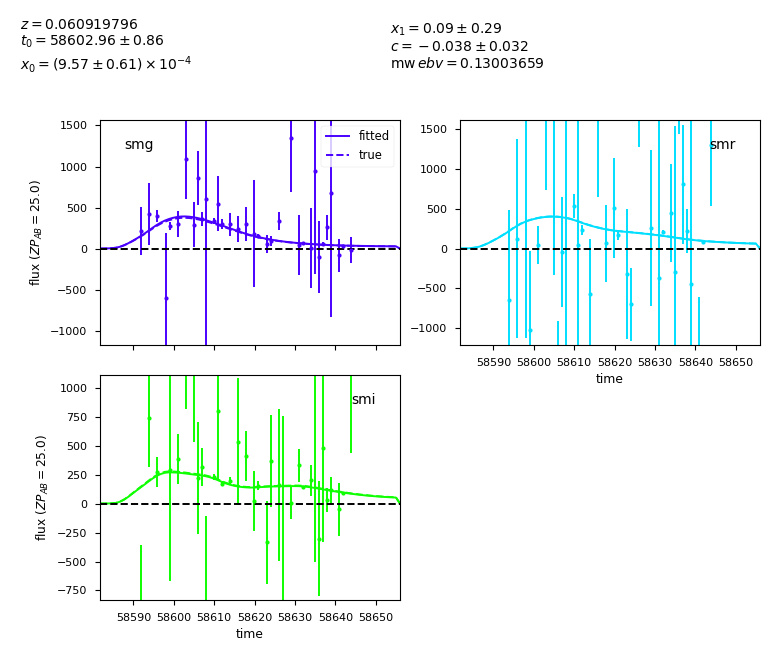 z = 0.060919796
t₀ = 58602.96 ± 0.86
x₀ = (9.57 ± 0.61) × 10⁻⁴
x₁ = 0.09 ± 0.29
c = −0.038 ± 0.032
mw ebv = 0.13003659
1500
1000
500
0
−500
−1000
flux (ZP_AB = 25.0)
smg
fitted
true
1500
1000
500
0
−500
−1000
smr
58590 58600 58610 58620 58630 58640 58650
time
1000
750
500
250
0
−250
−500
−750
flux (ZP_AB = 25.0)
smi
58590 58600 58610 58620 58630 58640 58650
time